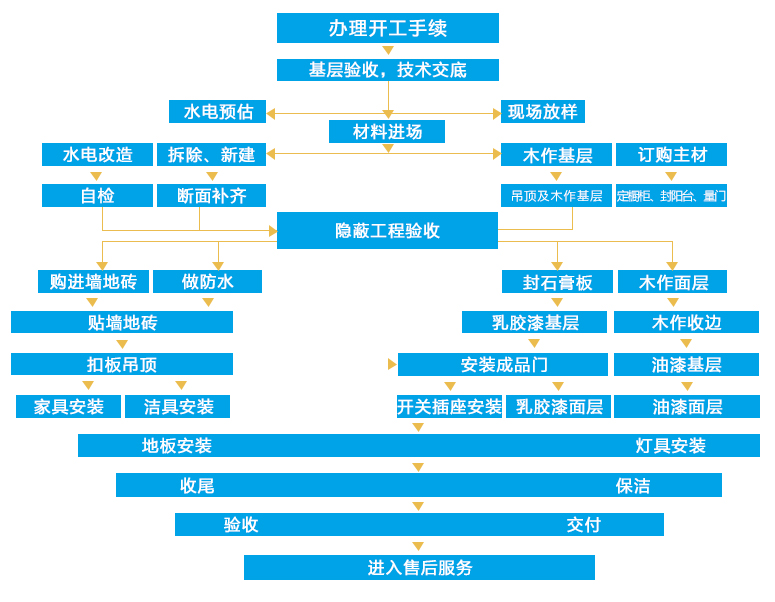 办理开工手续
基层验收，技术交底
水电预估
现场放样
材料进场
水电改造
拆除、新建
木作基层
订购主材
自检
断面补齐
吊顶及木作基层
定橱柜、封阳台、量门
隐蔽工程验收
购进墙地砖
做防水
封石膏板
木作面层
贴墙地砖
乳胶漆基层
木作收边
扣板吊顶
安装成品门
油漆基层
家具安装
洁具安装
开关插座安装
乳胶漆面层
油漆面层
地板安装
灯具安装
收尾
保洁
验收
交付
进入售后服务